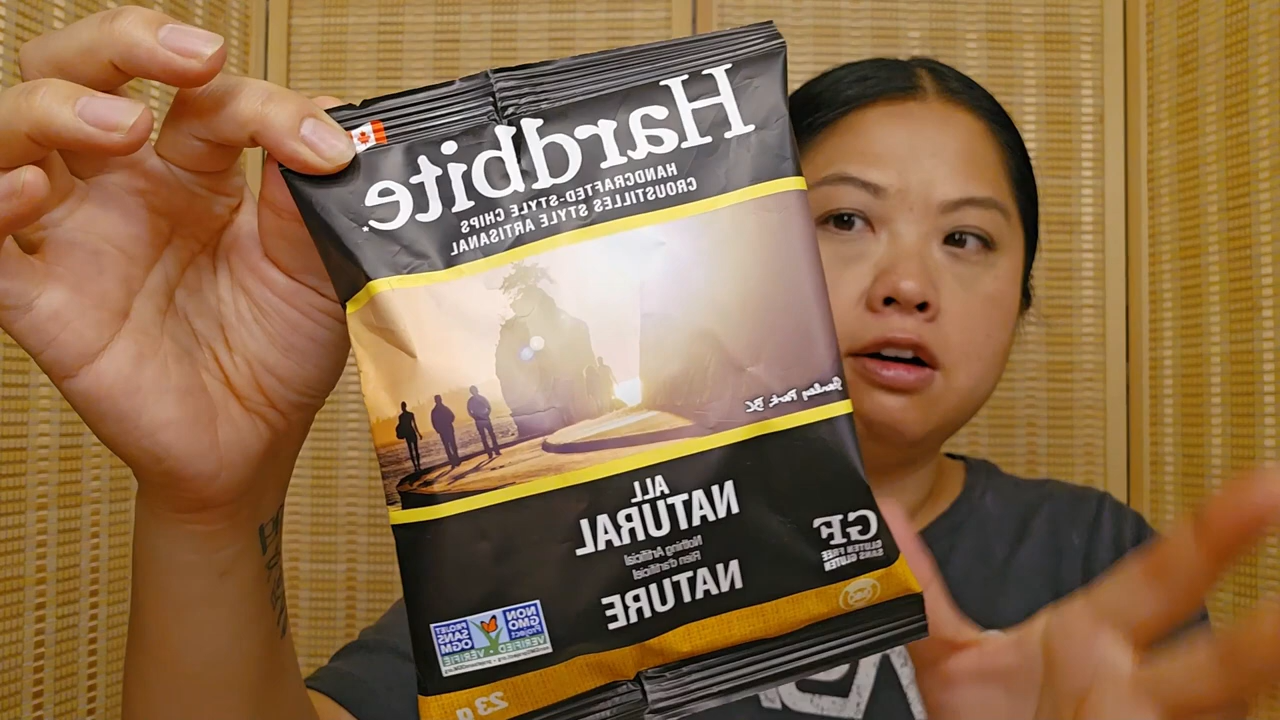 Hardbite
HANDCRAFTED-STYLE CHIPS
CROUSTILLES STYLE ARTISANAL
Stanley Park, BC
ALL
NATURAL
Nothing Artificial
Rien d'artificiel
NATURE
GF
GLUTEN FREE
SANS GLUTEN
NON
GMO
Project
PROJET
SANS
OGM
VERIFIED • VÉRIFIÉ
23 g